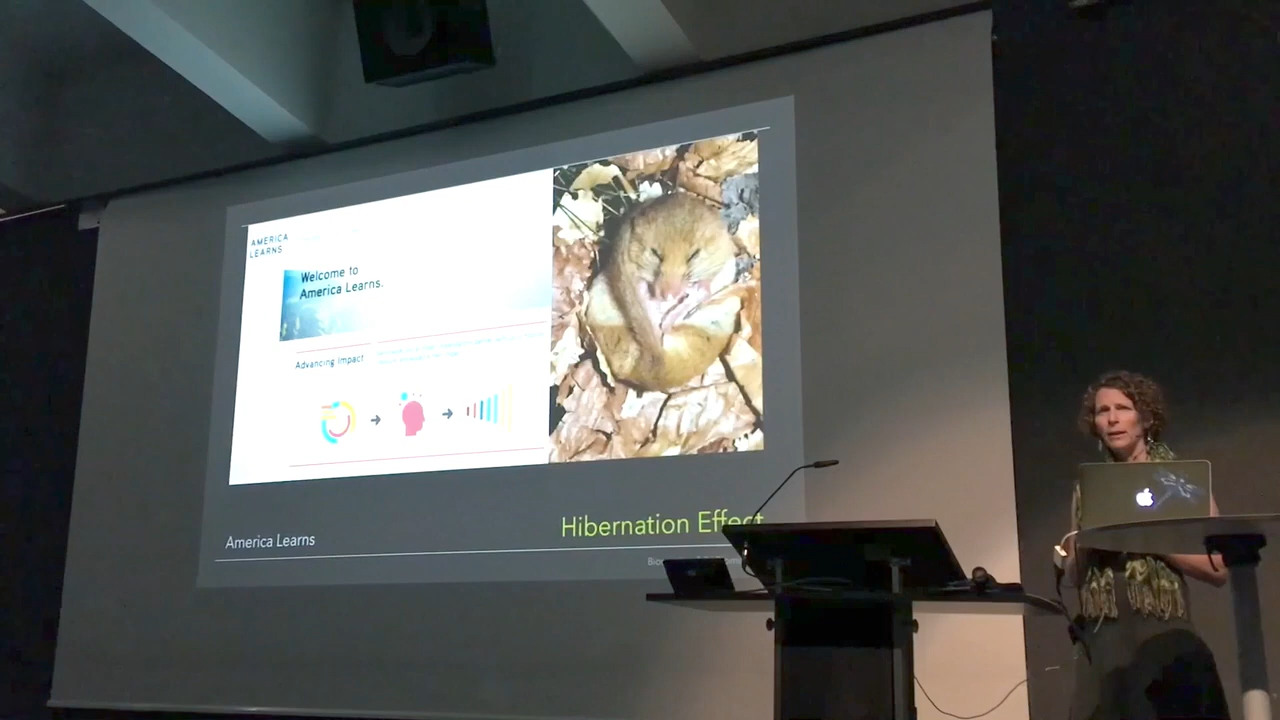 AMERICA
LEARNS
Welcome to
America Learns.
Advancing Impact
America Learns
Hibernation Effect